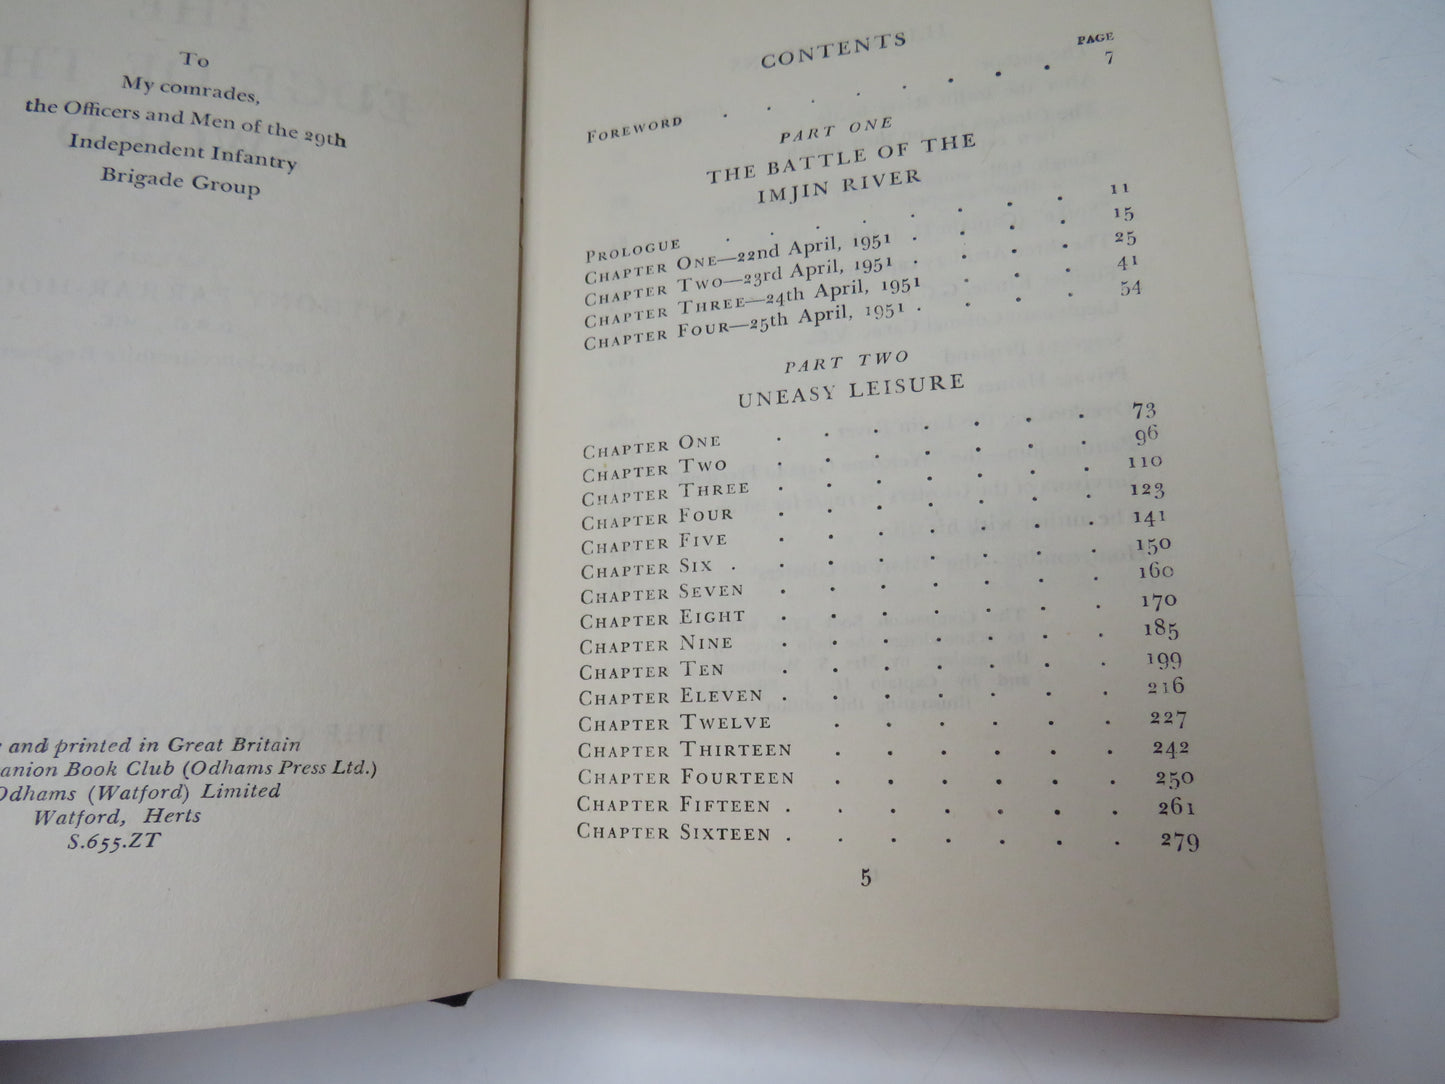 To
My comrades,
the Officers and Men of the 29th
Independent Infantry
Brigade Group
and printed in Great Britain
Book Club (Odhams Press Ltd.)
Odhams (Watford) Limited
Watford, Herts
S.655.ZT
CONTENTS
PAGE
FOREWORD . . . . . . . 7
PART ONE
THE BATTLE OF THE
IMJIN RIVER
PROLOGUE . . . . . . . 11
CHAPTER ONE—22nd April, 1951 . . . . 15
CHAPTER TWO—23rd April, 1951 . . . . 25
CHAPTER THREE—24th April, 1951 . . . . 41
CHAPTER FOUR—25th April, 1951 . . . . 54
PART TWO
UNEASY LEISURE
CHAPTER ONE . . . . . . . 73
CHAPTER TWO . . . . . . . 96
CHAPTER THREE . . . . . . . 110
CHAPTER FOUR . . . . . . . 123
CHAPTER FIVE . . . . . . . 141
CHAPTER SIX . . . . . . . . 150
CHAPTER SEVEN . . . . . . . 160
CHAPTER EIGHT . . . . . . . 170
CHAPTER NINE . . . . . . . 185
CHAPTER TEN . . . . . . . 199
CHAPTER ELEVEN . . . . . . . 216
CHAPTER TWELVE . . . . . . 227
CHAPTER THIRTEEN . . . . . . 242
CHAPTER FOURTEEN . . . . . . 250
CHAPTER FIFTEEN . . . . . . . 261
CHAPTER SIXTEEN . . . . . . . 279
5